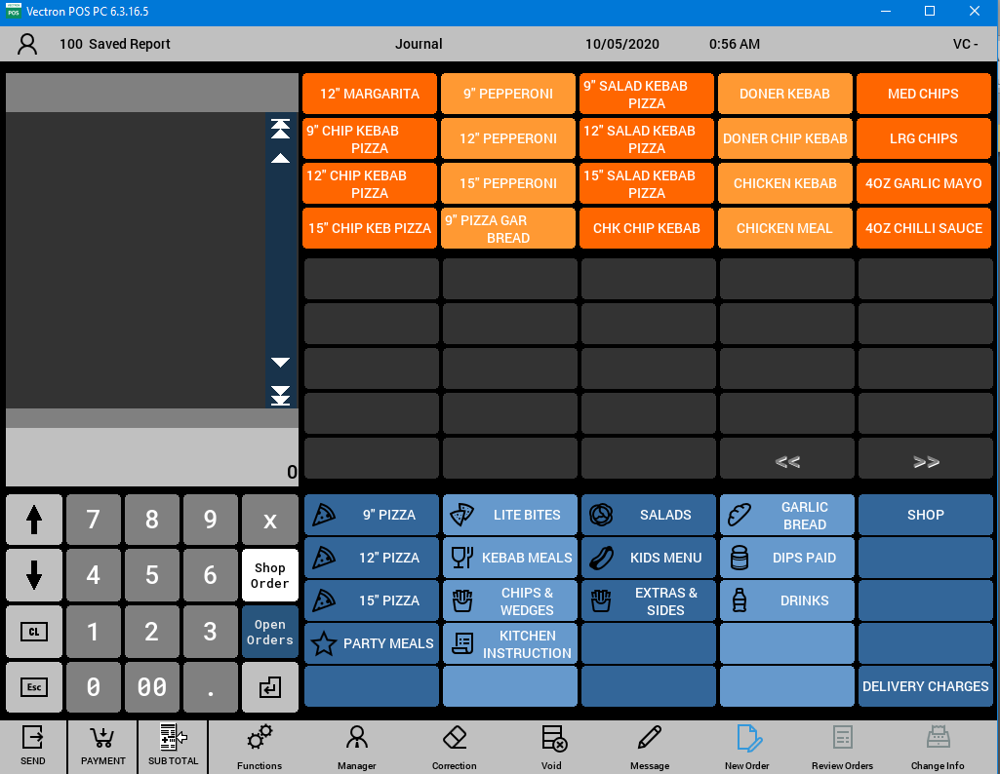 VECTRON
POS
Vectron POS PC 6.3.16.5
100 Saved Report
Journal
10/05/2020
0:56 AM
VC -
12" MARGARITA
9" PEPPERONI
9" SALAD KEBAB
PIZZA
DONER KEBAB
MED CHIPS
9" CHIP KEBAB
PIZZA
12" PEPPERONI
12" SALAD KEBAB
PIZZA
DONER CHIP KEBAB
LRG CHIPS
12" CHIP KEBAB
PIZZA
15" PEPPERONI
15" SALAD KEBAB
PIZZA
CHICKEN KEBAB
4OZ GARLIC MAYO
15" CHIP KEB PIZZA
9" PIZZA GAR
BREAD
CHK CHIP KEBAB
CHICKEN MEAL
4OZ CHILLI SAUCE
<<
>>
0
9" PIZZA
LITE BITES
SALADS
GARLIC
BREAD
SHOP
12" PIZZA
KEBAB MEALS
KIDS MENU
DIPS PAID
15" PIZZA
CHIPS &
WEDGES
EXTRAS &
SIDES
DRINKS
PARTY MEALS
KITCHEN
INSTRUCTION
DELIVERY CHARGES
7
8
9
x
4
5
6
Shop
Order
CL
1
2
3
Open
Orders
Esc
0
00
.
SEND
PAYMENT
SUB TOTAL
Functions
Manager
Correction
Void
Message
New Order
Review Orders
Change Info